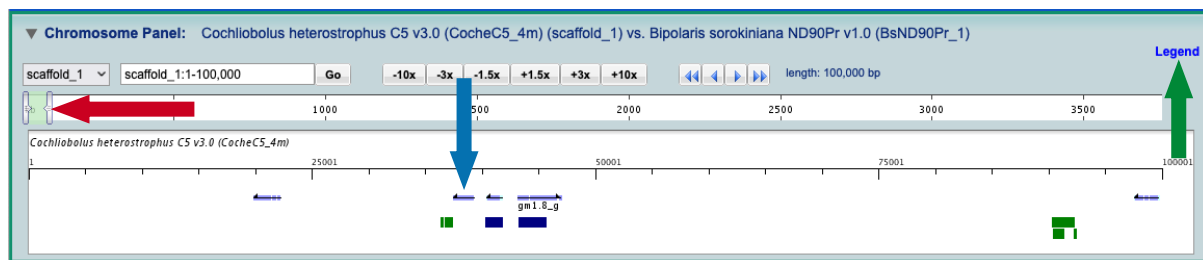 ▼ Chromosome Panel: Cochliobolus heterostrophus C5 v3.0 (CocheC5_4m) (scaffold_1) vs. Bipolaris sorokiniana ND90Pr v1.0 (BsND90Pr_1)
Legend
scaffold_1 scaffold_1:1-100,000 Go -10x -3x -1.5x +1.5x +3x +10x length: 100,000 bp
1000 500 2000 2500 3000 3500
Cochliobolus heterostrophus C5 v3.0 (CocheC5_4m)
1 25001 50001 75001 100001
gm1.8_g